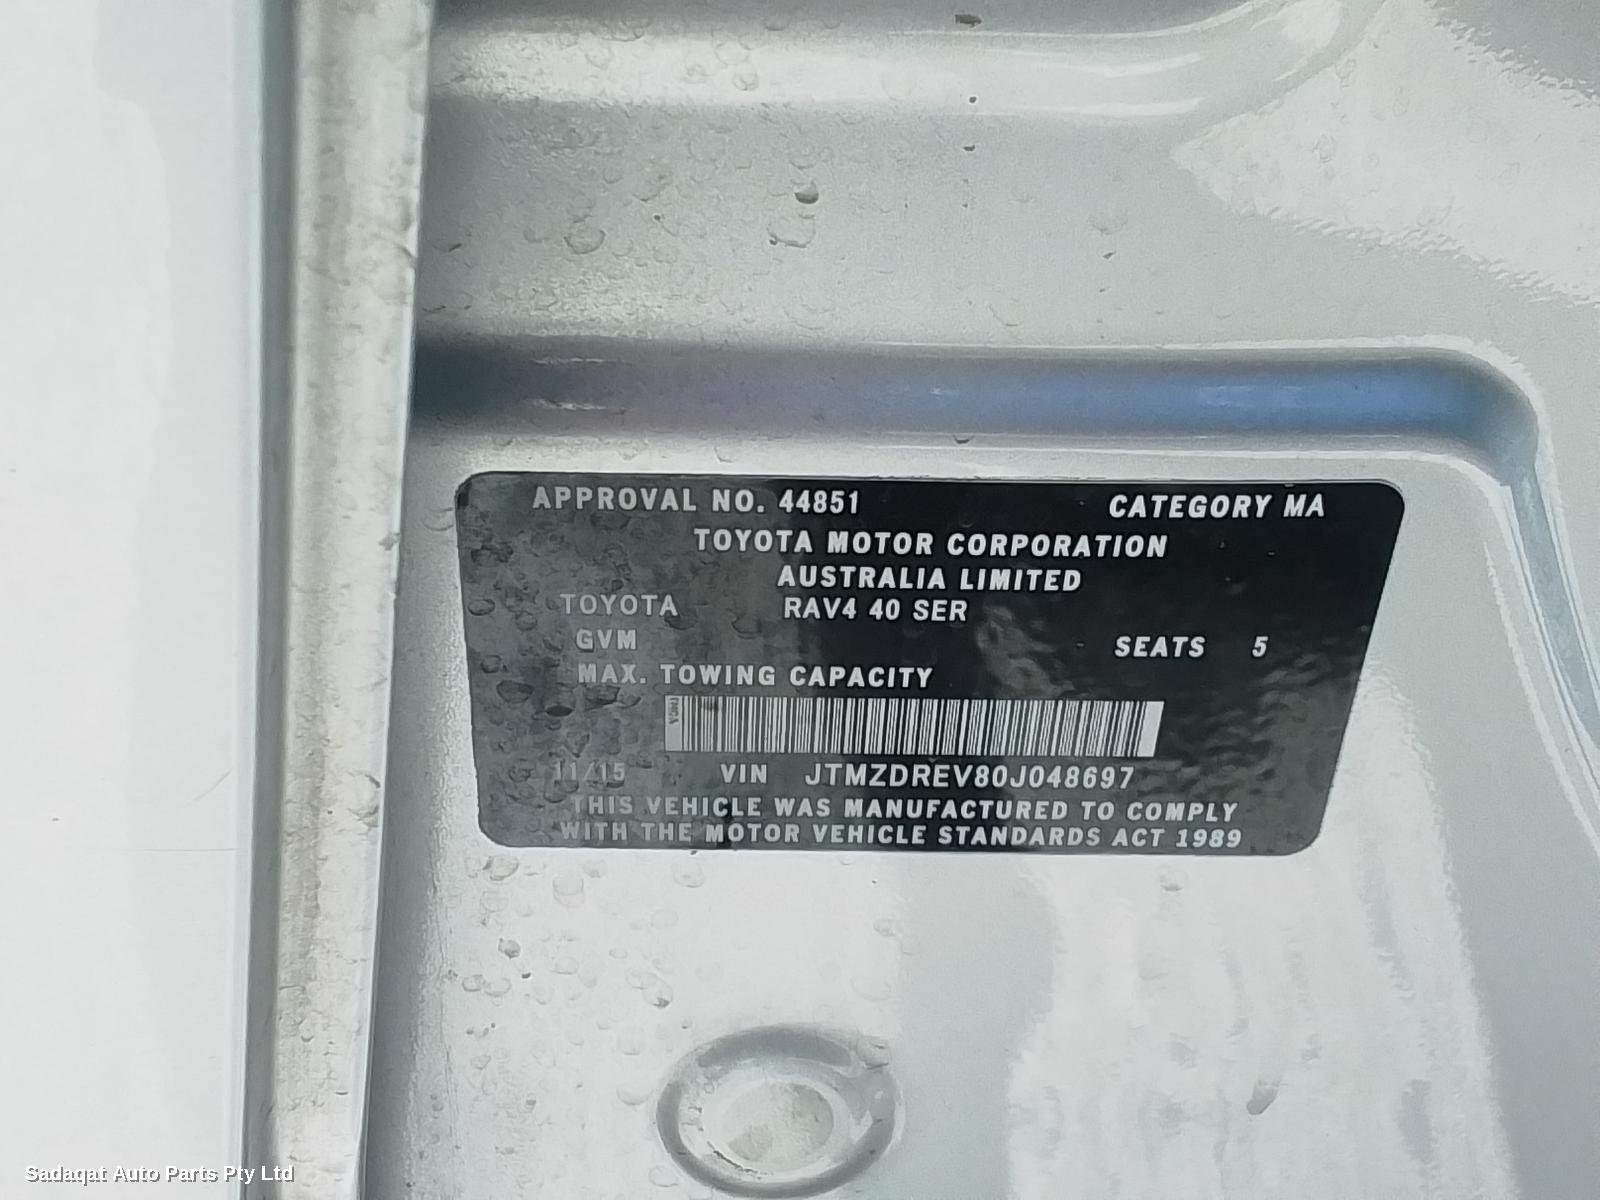 APPROVAL NO. 44851 CATEGORY MA
TOYOTA MOTOR CORPORATION
AUSTRALIA LIMITED
TOYOTA RAV4 40 SER
GVM SEATS 5
MAX. TOWING CAPACITY
11/15 VIN JTMZDREV80J048697
THIS VEHICLE WAS MANUFACTURED TO COMPLY
WITH THE MOTOR VEHICLE STANDARDS ACT 1989
Sadaqat Auto Parts Pty Ltd